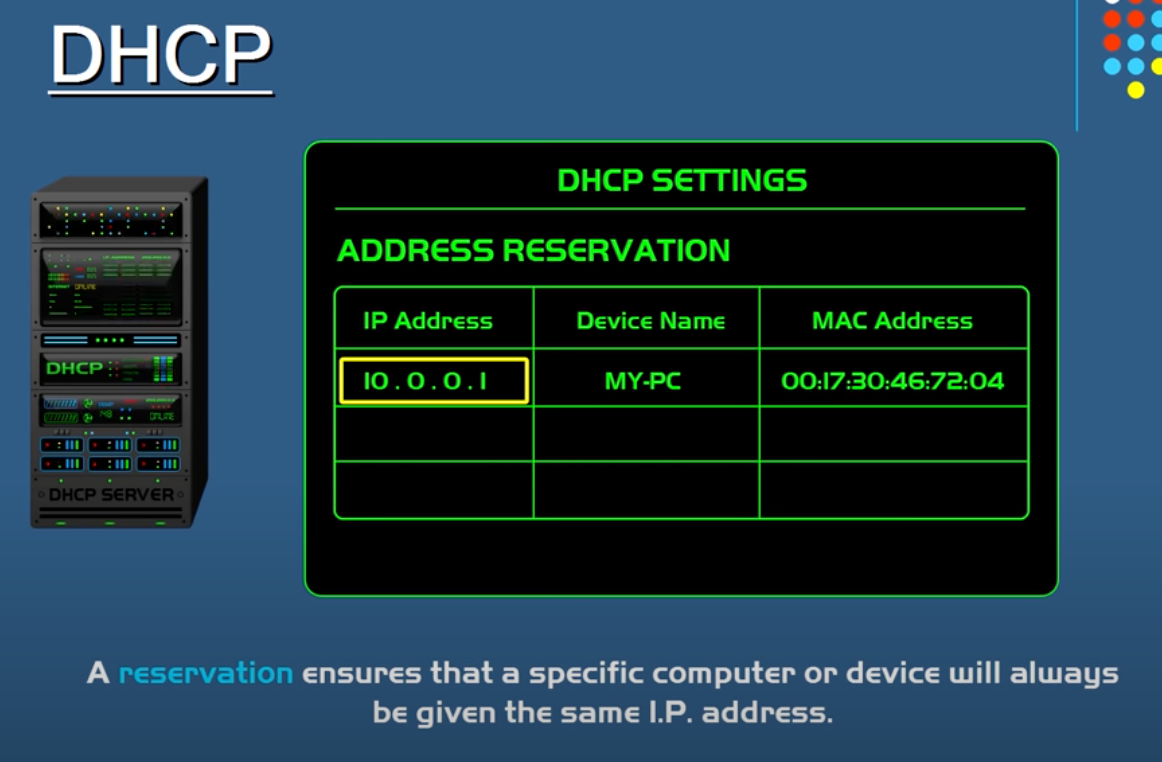 DHCP
DHCP SETTINGS
ADDRESS RESERVATION
IP Address Device Name MAC Address
10 . 0 . 0 . 1 MY-PC 00:17:30:46:72:04
ONLINE
DHCP
ONLINE
DHCP SERVER
A reservation ensures that a specific computer or device will always
be given the same I.P. address.